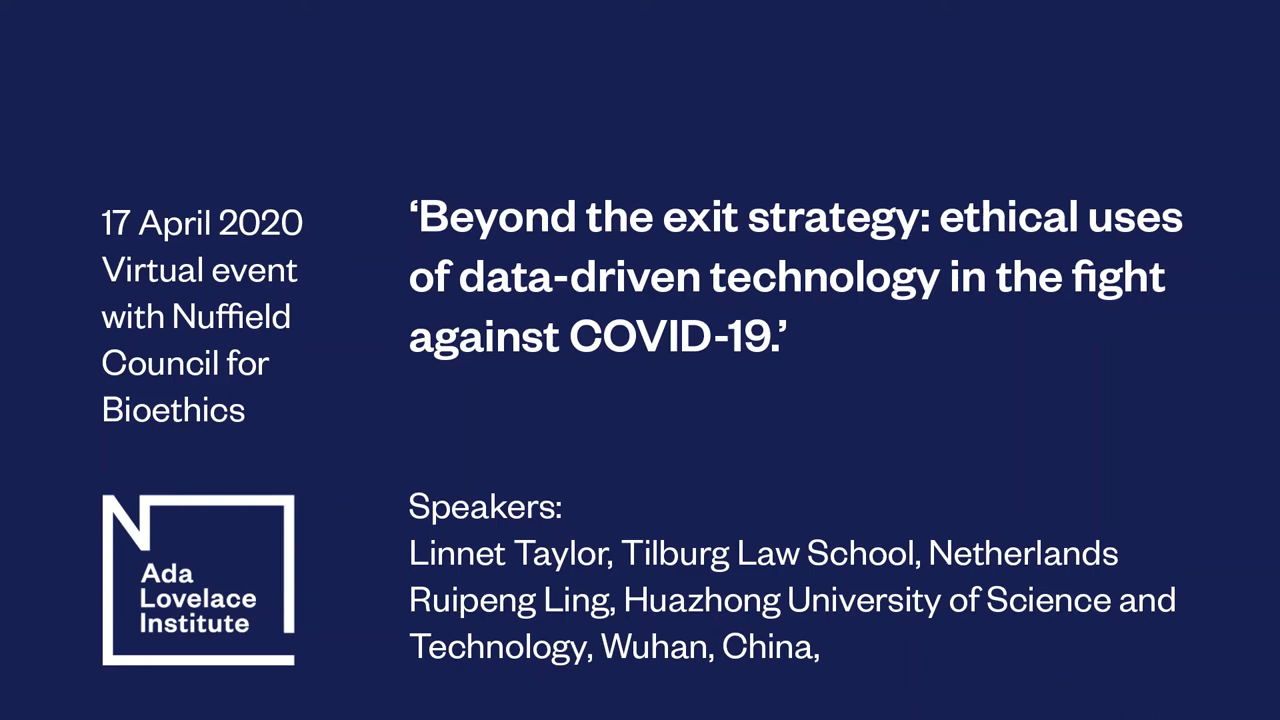 17 April 2020
Virtual event
with Nuffield
Council for
Bioethics
‘Beyond the exit strategy: ethical uses
of data-driven technology in the fight
against COVID-19.’
Ada
Lovelace
Institute
Speakers:
Linnet Taylor, Tilburg Law School, Netherlands
Ruipeng Ling, Huazhong University of Science and
Technology, Wuhan, China,